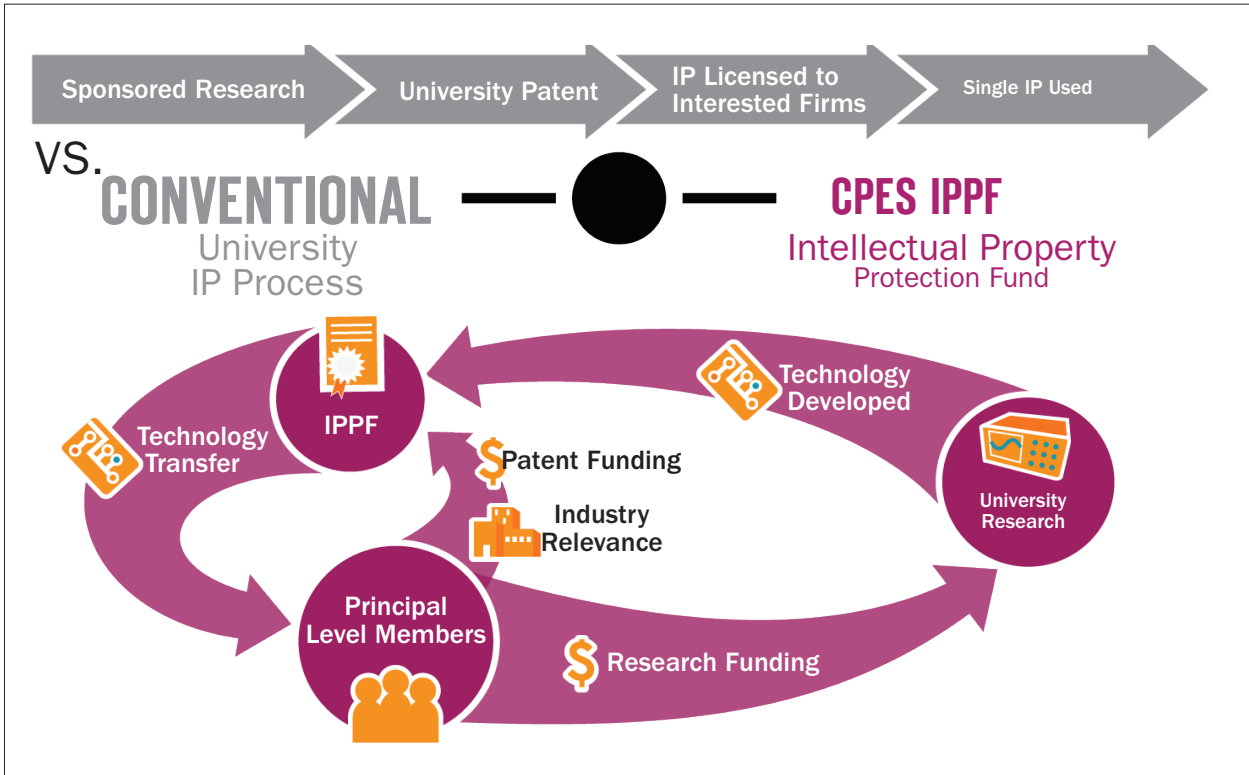 Sponsored Research
University Patent
IP Licensed to
Interested Firms
Single IP Used
VS.
CONVENTIONAL
University
IP Process
CPES IPPF
Intellectual Property
Protection Fund
IPPF
Technology
Transfer
Technology
Developed
$
Patent Funding
Industry
Relevance
University
Research
Principal
Level Members
$
Research Funding